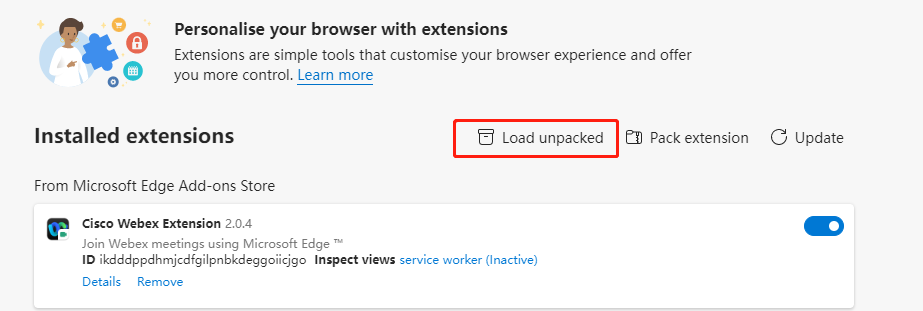 Personalise your browser with extensions
Extensions are simple tools that customise your browser experience and offer
you more control. Learn more
Installed extensions
Load unpacked
Pack extension
Update
From Microsoft Edge Add-ons Store
Cisco Webex Extension 2.0.4
Join Webex meetings using Microsoft Edge ™
ID ikdddppdhmjcdfgilpnbkdeggoiicjgo Inspect views service worker (Inactive)
Details Remove